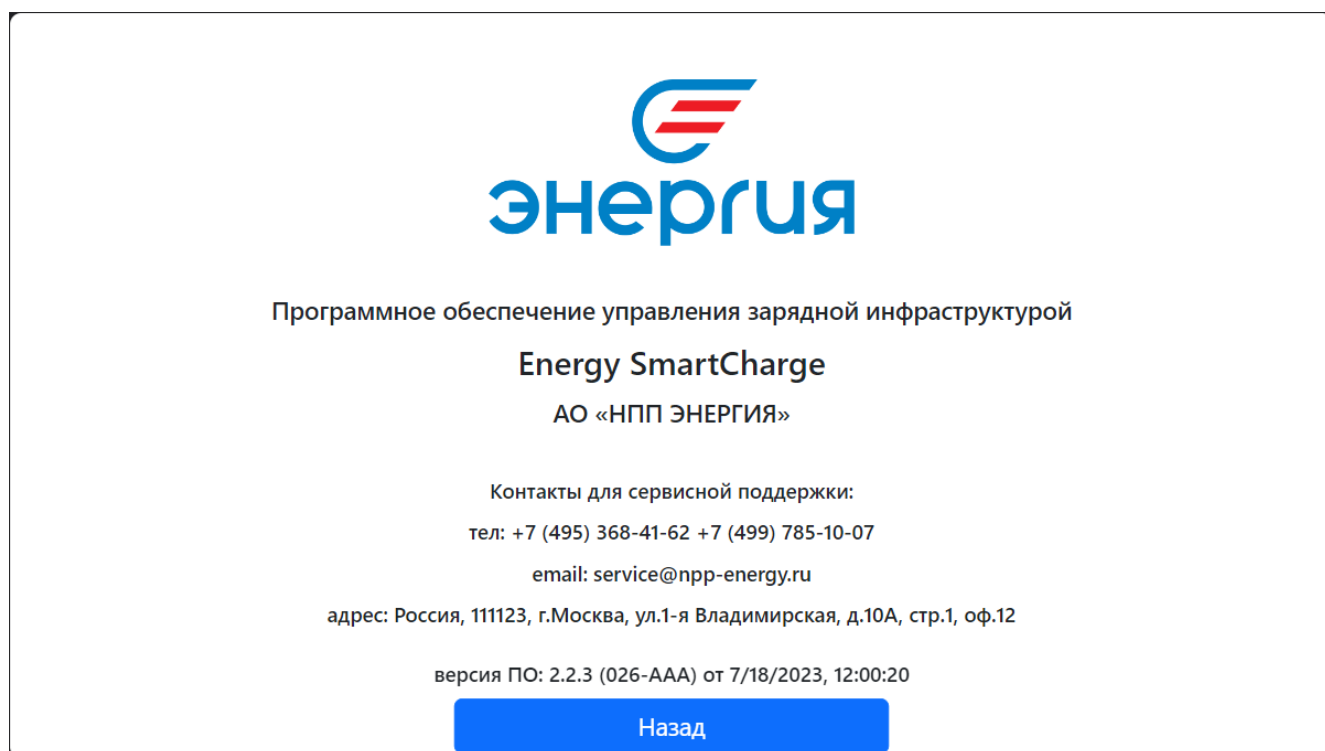 энергия
Программное обеспечение управления зарядной инфраструктурой
Energy SmartCharge
АО «НПП ЭНЕРГИЯ»
Контакты для сервисной поддержки:
тел: +7 (495) 368-41-62 +7 (499) 785-10-07
email: service@npp-energy.ru
адрес: Россия, 111123, г.Москва, ул.1-я Владимирская, д.10А, стр.1, оф.12
версия ПО: 2.2.3 (026-AAA) от 7/18/2023, 12:00:20
Назад